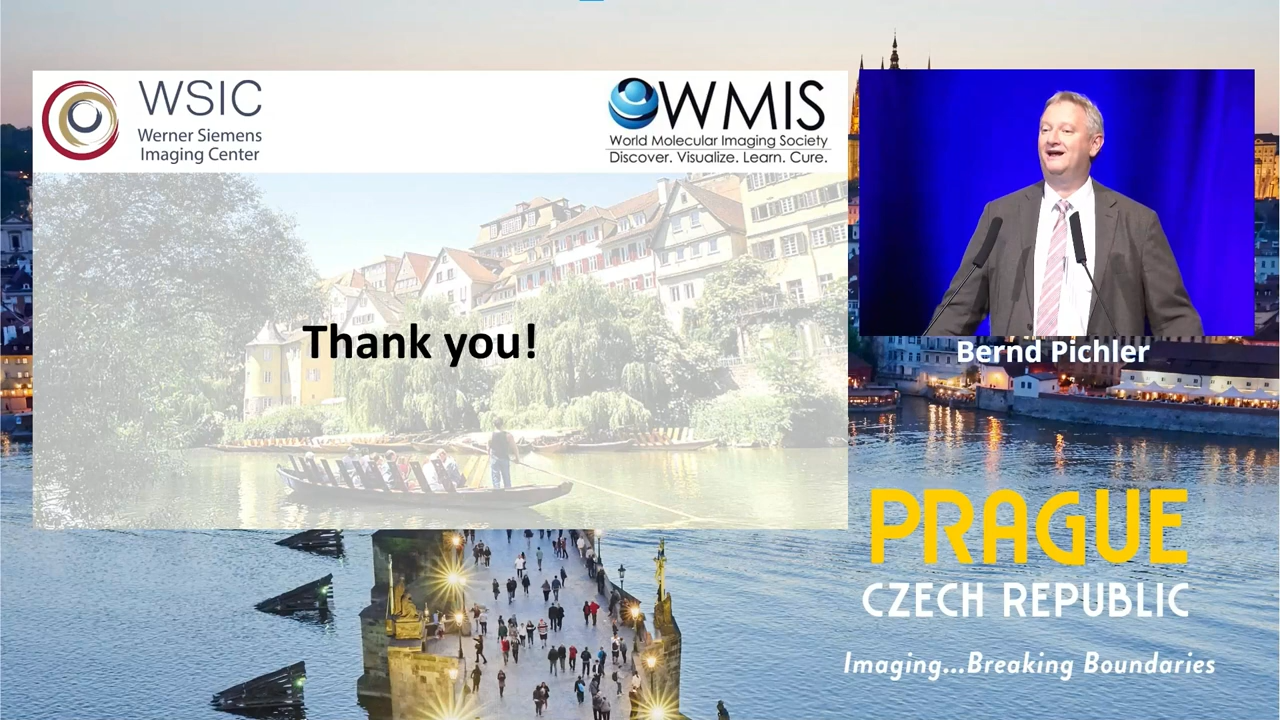 WSIC
Werner Siemens
Imaging Center
WMIS
World Molecular Imaging Society
Discover. Visualize. Learn. Cure.
Thank you!
Bernd Pichler
PRAGUE
CZECH REPUBLIC
Imaging...Breaking Boundaries